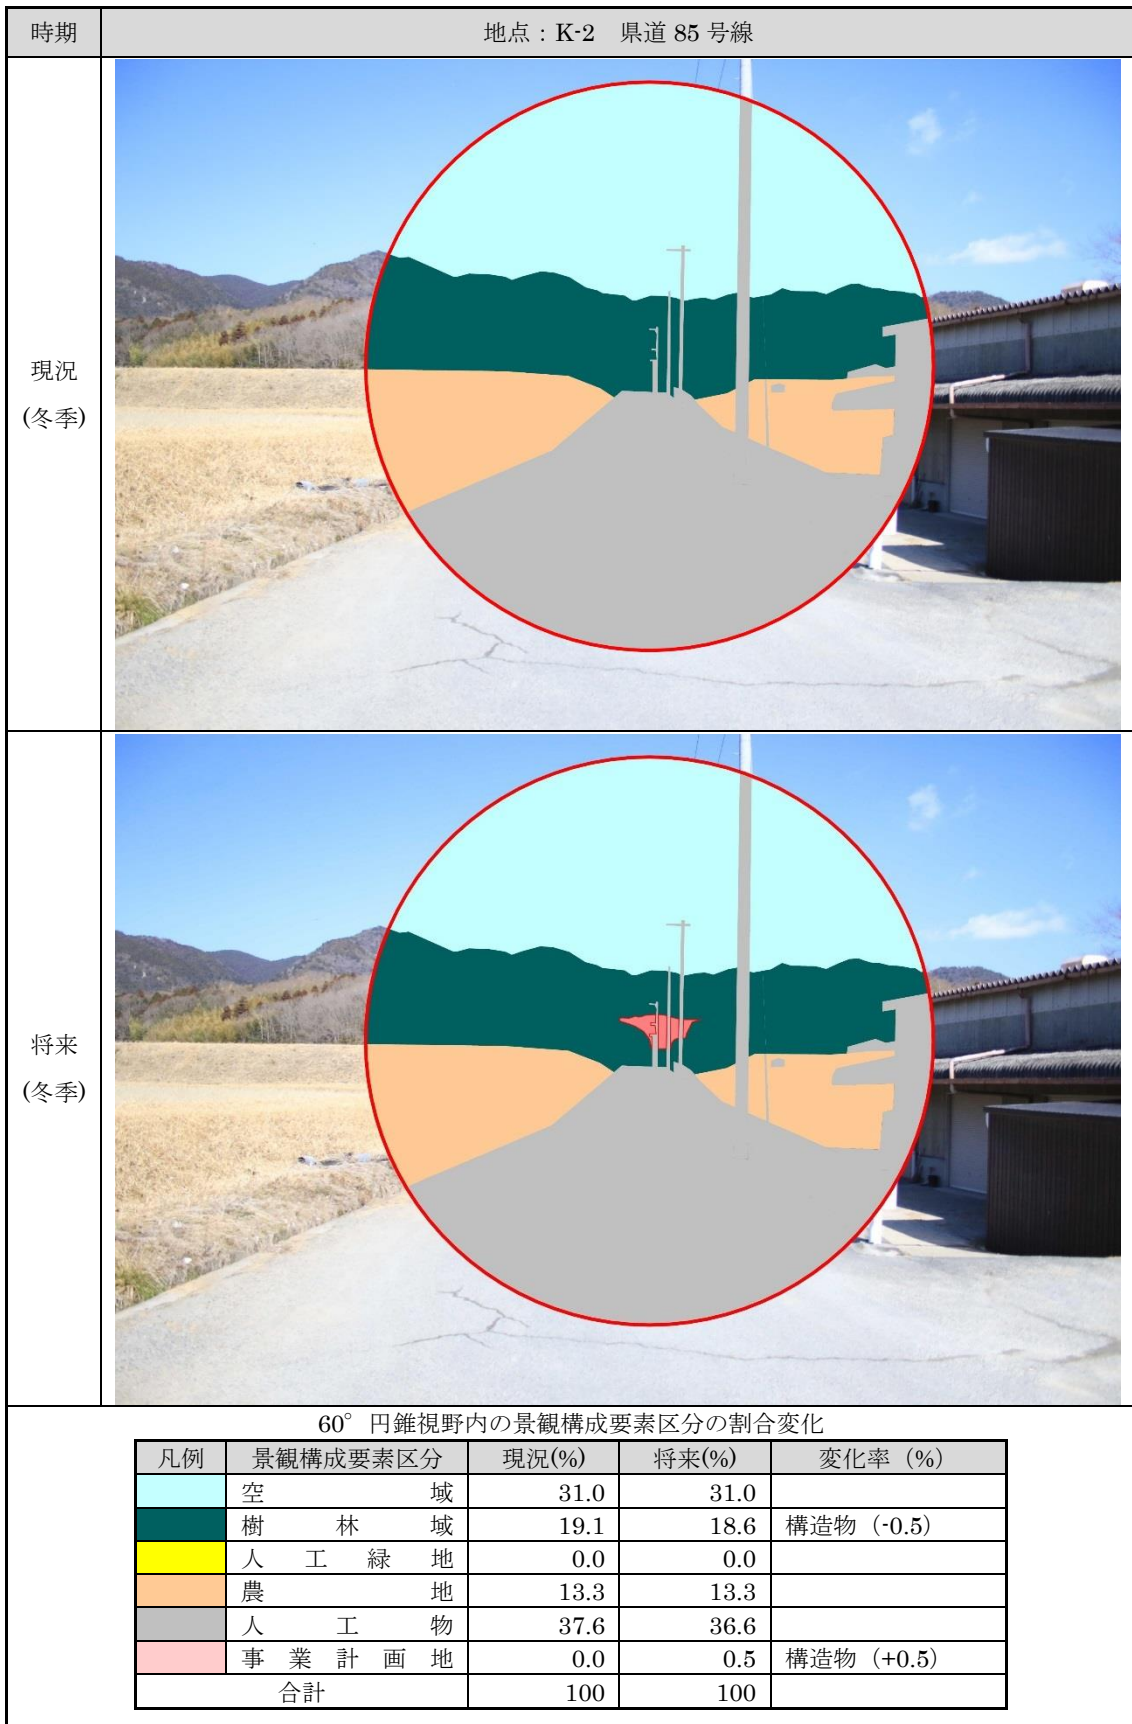 時期 地点：K-2 県道 85 号線
現況
(冬季)
将来
(冬季)
60° 円錐視野内の景観構成要素区分の割合変化
凡例 景観構成要素区分 現況(%) 将来(%) 変化率（%）
空域 31.0 31.0
樹林域 19.1 18.6 構造物（-0.5）
人工緑地 0.0 0.0
農地 13.3 13.3
人工物 37.6 36.6
事業計画地 0.0 0.5 構造物（+0.5）
合計 100 100